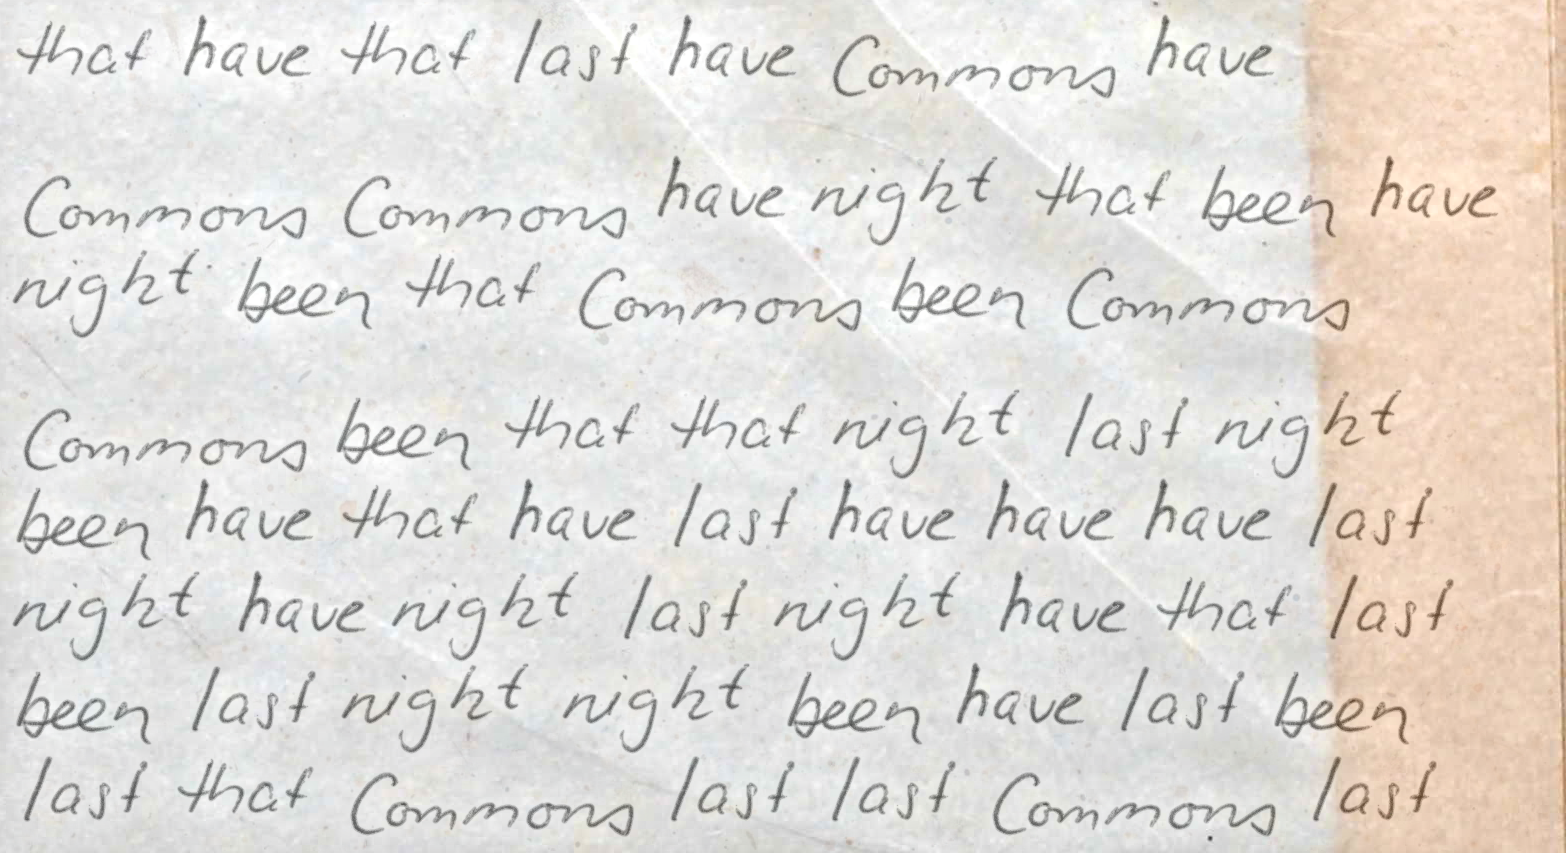 that have that last have Commons have
Commons Commons have night that been have
night been that Commons been Commons
Commons been that that night last night
been have that have last have have have last
night have night last night have that last
been last night night been have last been
last that Commons last last Commons last